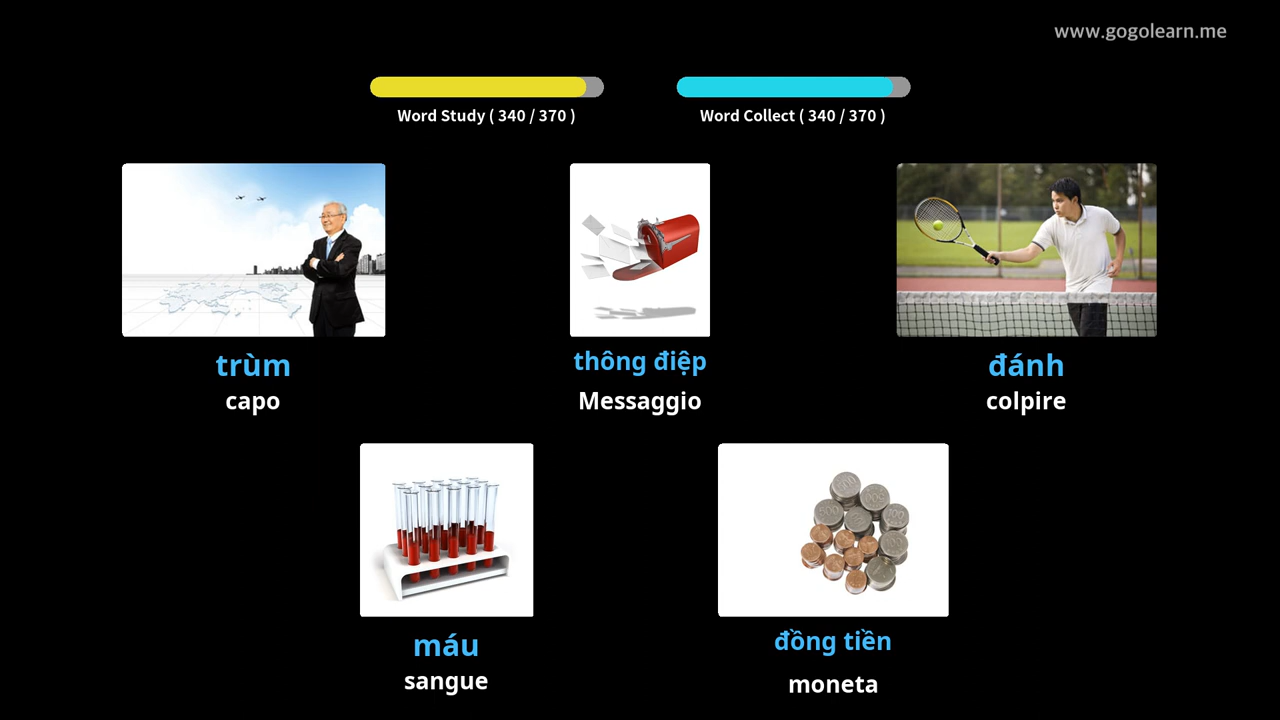 www.gogolearn.me
Word Study ( 340 / 370 )
Word Collect ( 340 / 370 )
trùm
capo
thông điệp
Messaggio
đánh
colpire
máu
sangue
đồng tiền
moneta